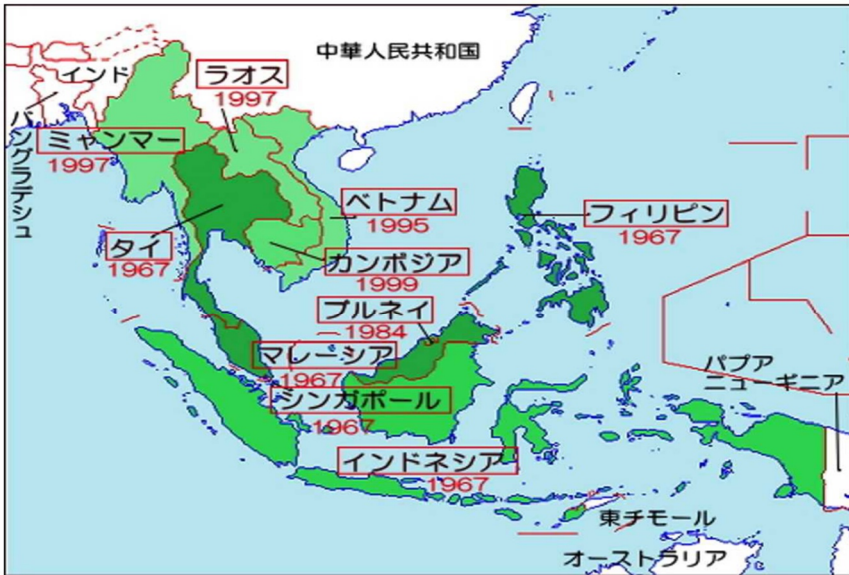 中華人民共和国
インド
ラオス
1997
バングラデシュ
ミャンマー
1997
ベトナム
1995
フィリピン
1967
タイ
1967
カンボジア
1999
ブルネイ
1984
マレーシア
1967
パプア
ニューギニア
シンガポール
1967
インドネシア
1967
東チモール
オーストラリア